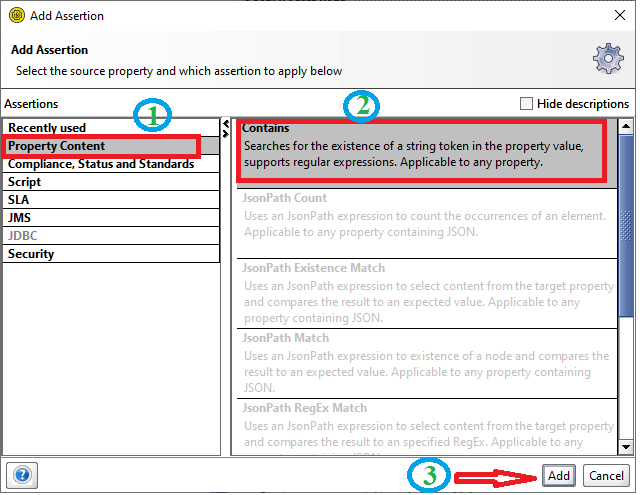 Add Assertion
Add Assertion
Select the source property and which assertion to apply below
Assertions
1
2
Hide descriptions
Recently used
Property Content
Compliance, Status and Standards
Script
SLA
JMS
JDBC
Security
Contains
Searches for the existence of a string token in the property value,
supports regular expressions. Applicable to any property.
JsonPath Count
Uses an JsonPath expression to count the occurrences of an element.
Applicable to any property containing JSON.
JsonPath Existence Match
Uses an JsonPath expression to select content from the target property
and compares the result to an expected value. Applicable to any
property containing JSON.
JsonPath Match
Uses an JsonPath expression to existence of a node and compares the
result to an expected value. Applicable to any property containing
JSON.
JsonPath RegEx Match
Uses an JsonPath expression to select content from the target property
and compares the result to an specified RegEx. Applicable to any
property containing JSON.
3
Add
Cancel